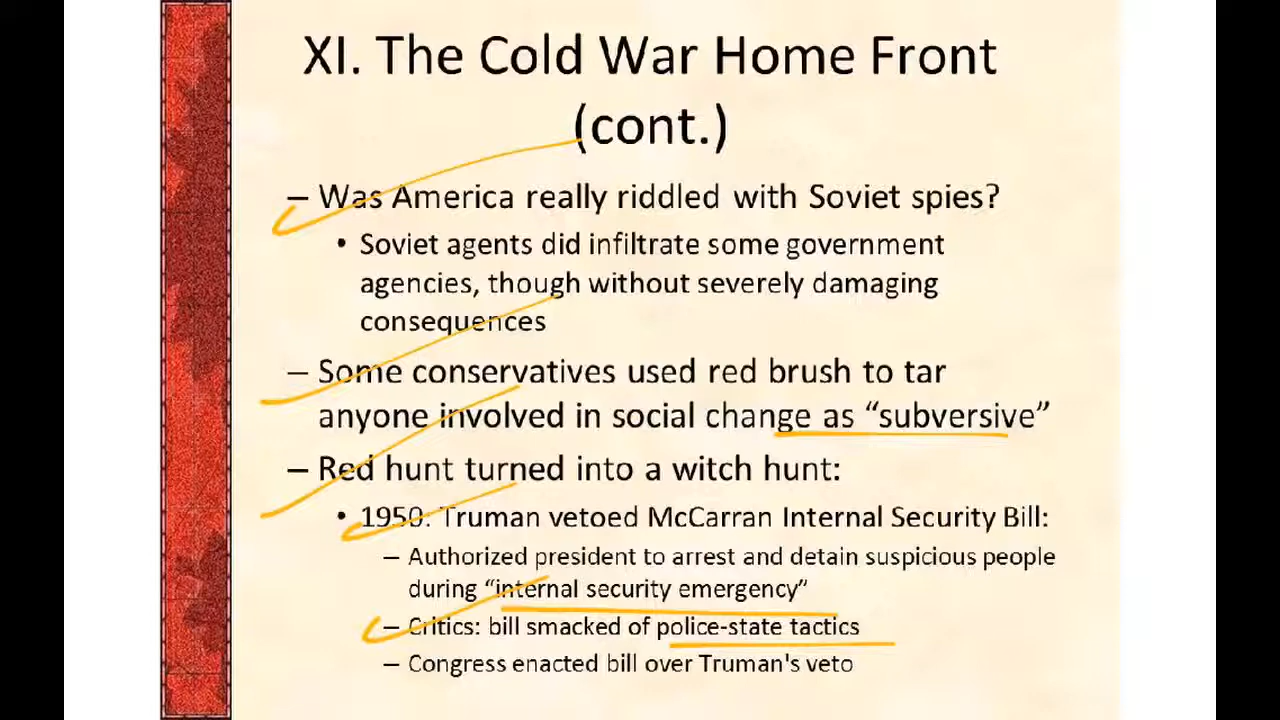 XI. The Cold War Home Front
(cont.)
– Was America really riddled with Soviet spies?
• Soviet agents did infiltrate some government
agencies, though without severely damaging
consequences
– Some conservatives used red brush to tar
anyone involved in social change as “subversive”
– Red hunt turned into a witch hunt:
• 1950: Truman vetoed McCarran Internal Security Bill:
– Authorized president to arrest and detain suspicious people
during “internal security emergency”
– Critics: bill smacked of police-state tactics
– Congress enacted bill over Truman's veto